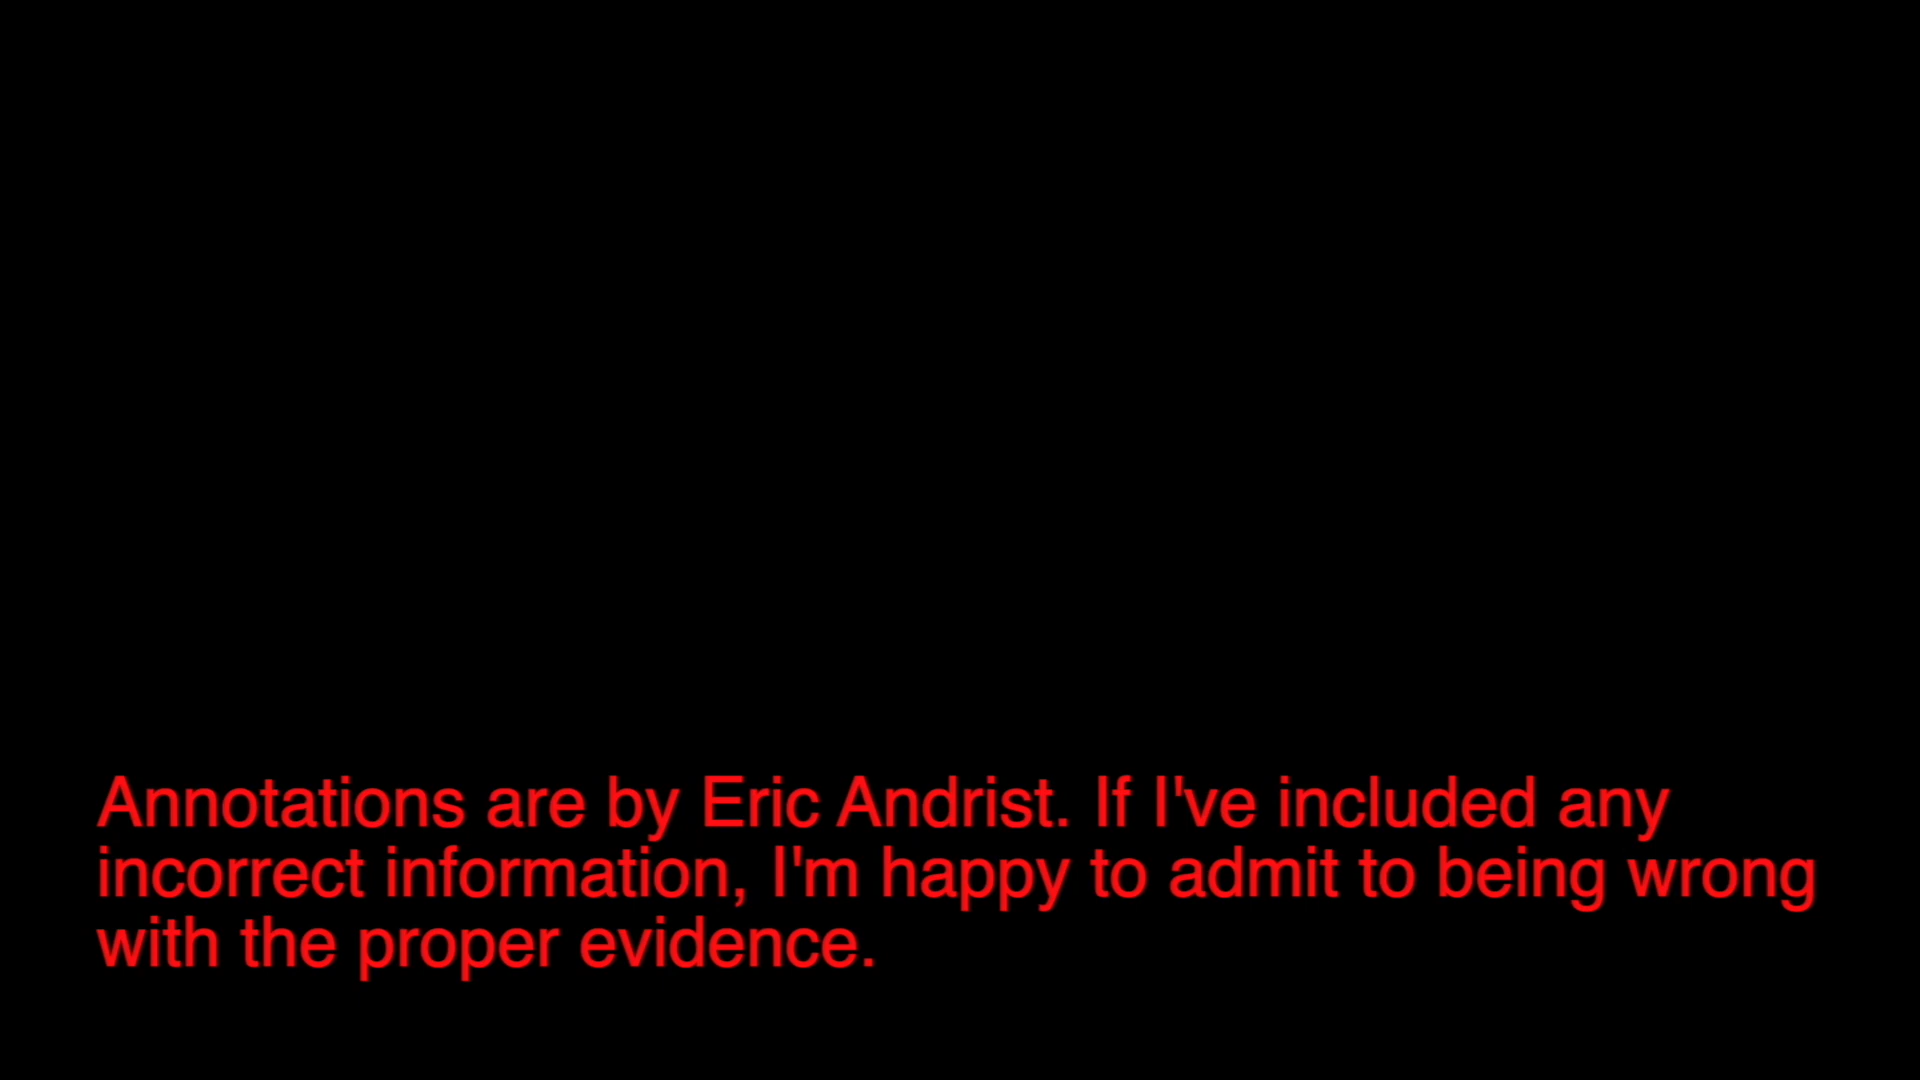 Annotations are by Eric Andrist. If I've included any
incorrect information, I'm happy to admit to being wrong
with the proper evidence.